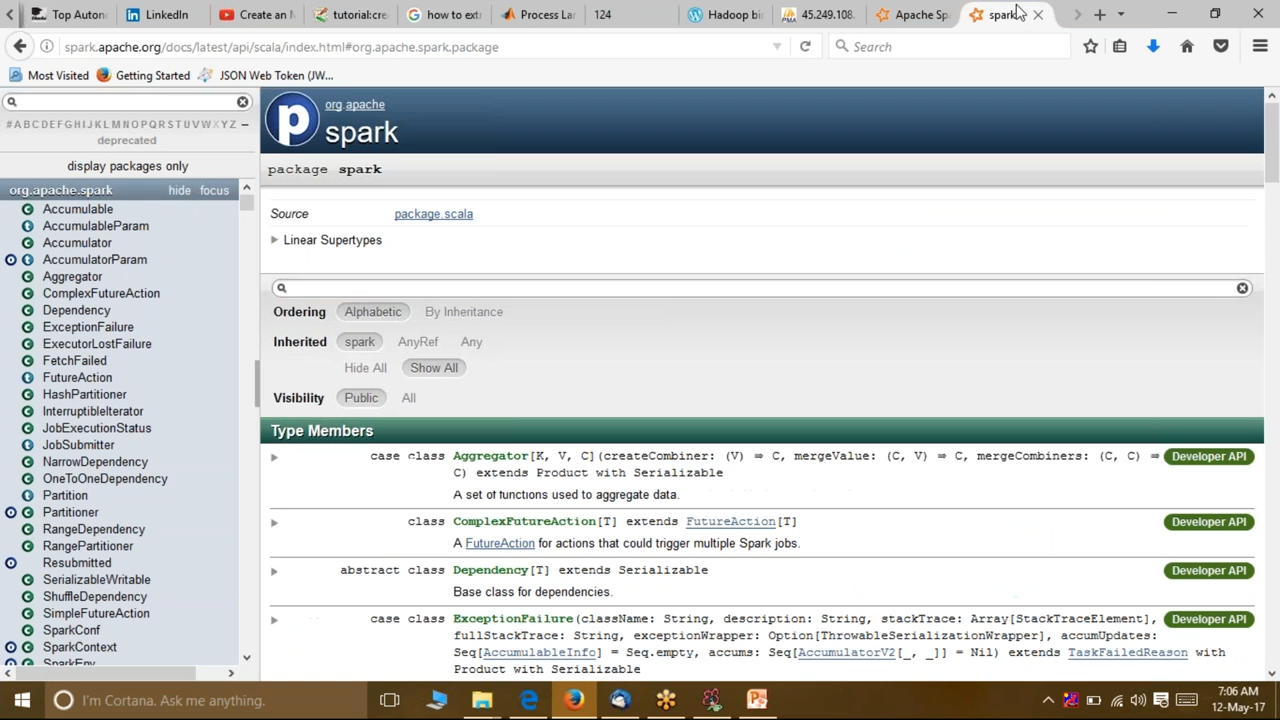 Top Auton
LinkedIn
Create an M
tutorial:cre
how to extr
Process Lar
124
Hadoop bi
45.249.108.
Apache Sp
spark
spark.apache.org/docs/latest/api/scala/index.html#org.apache.spark.package
Search
Most Visited
Getting Started
JSON Web Token (JW...
#ABCDEFGHIJKLMNOPQRSTUVWXYZ –
deprecated
display packages only
org.apache.spark hide focus
Accumulable
AccumulableParam
Accumulator
AccumulatorParam
Aggregator
ComplexFutureAction
Dependency
ExceptionFailure
ExecutorLostFailure
FetchFailed
FutureAction
HashPartitioner
InterruptibleIterator
JobExecutionStatus
JobSubmitter
NarrowDependency
OneToOneDependency
Partition
Partitioner
RangeDependency
RangePartitioner
Resubmitted
SerializableWritable
ShuffleDependency
SimpleFutureAction
SparkConf
SparkContext
SparkEnv
p
org.apache
spark
package spark
Source package.scala
Linear Supertypes
Ordering Alphabetic By Inheritance
Inherited spark AnyRef Any
Hide All Show All
Visibility Public All
Type Members
case class Aggregator[K, V, C](createCombiner: (V) ⇒ C, mergeValue: (C, V) ⇒ C, mergeCombiners: (C, C) ⇒ Developer API
C) extends Product with Serializable
A set of functions used to aggregate data.
class ComplexFutureAction[T] extends FutureAction[T] Developer API
A FutureAction for actions that could trigger multiple Spark jobs.
abstract class Dependency[T] extends Serializable Developer API
Base class for dependencies.
case class ExceptionFailure(className: String, description: String, stackTrace: Array[StackTraceElement], Developer API
fullStackTrace: String, exceptionWrapper: Option[ThrowableSerializationWrapper], accumUpdates:
Seq[AccumulableInfo] = Seq.empty, accums: Seq[AccumulatorV2[_, _]] = Nil) extends TaskFailedReason with
Product with Serializable
I'm Cortana. Ask me anything.
7:06 AM
12-May-17